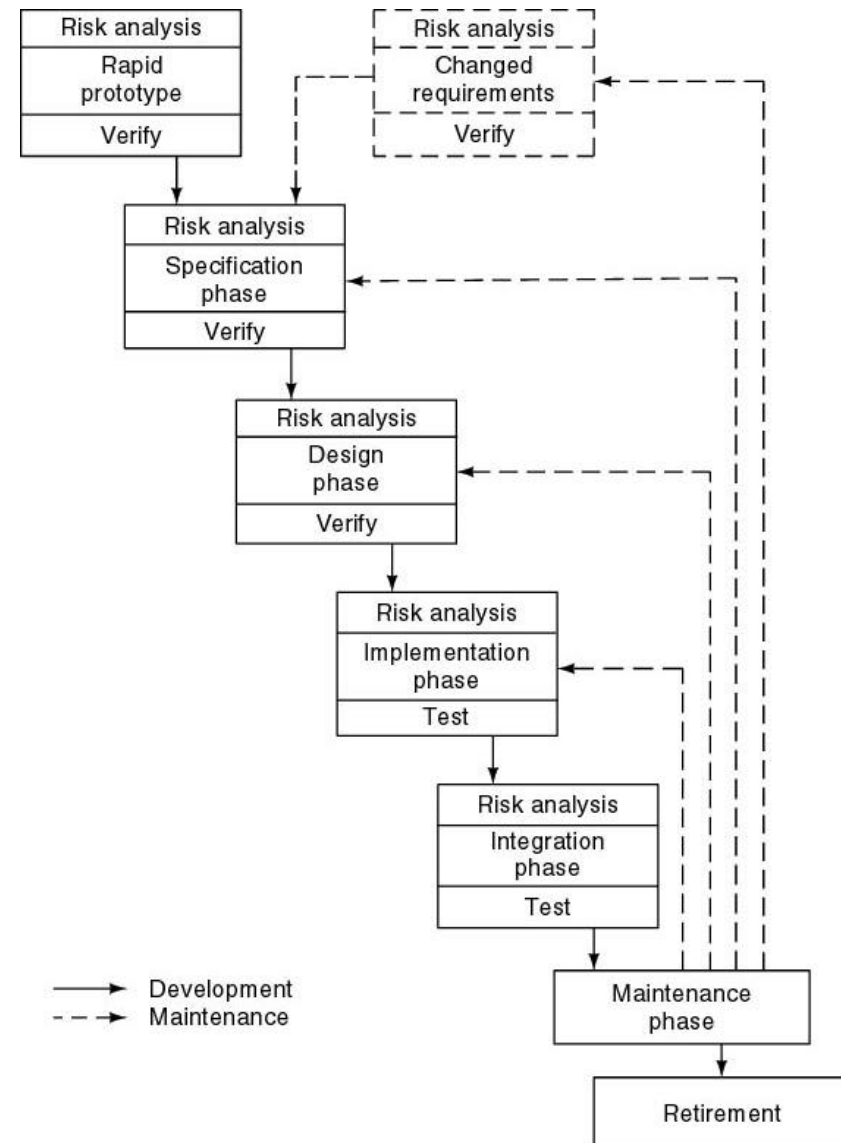 Risk analysis
Rapid
prototype
Verify
Risk analysis
Changed
requirements
Verify
Risk analysis
Specification
phase
Verify
Risk analysis
Design
phase
Verify
Risk analysis
Implementation
phase
Test
Risk analysis
Integration
phase
Test
Development
Maintenance
Maintenance
phase
Retirement